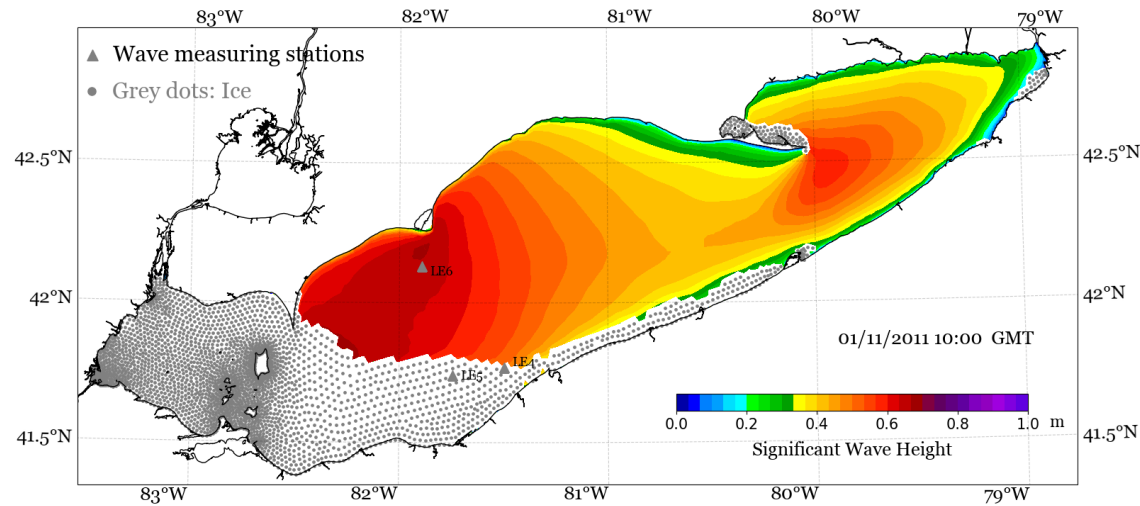 83°W 82°W 81°W 80°W 79°W
Wave measuring stations
Grey dots: Ice
42.5°N 42.5°N
LE6
42°N 42°N
01/11/2011 10:00 GMT
LE4
LE5
0.0 0.2 0.4 0.6 0.8 1.0 m
41.5°N 41.5°N
Significant Wave Height
83°W 82°W 81°W 80°W 79°W